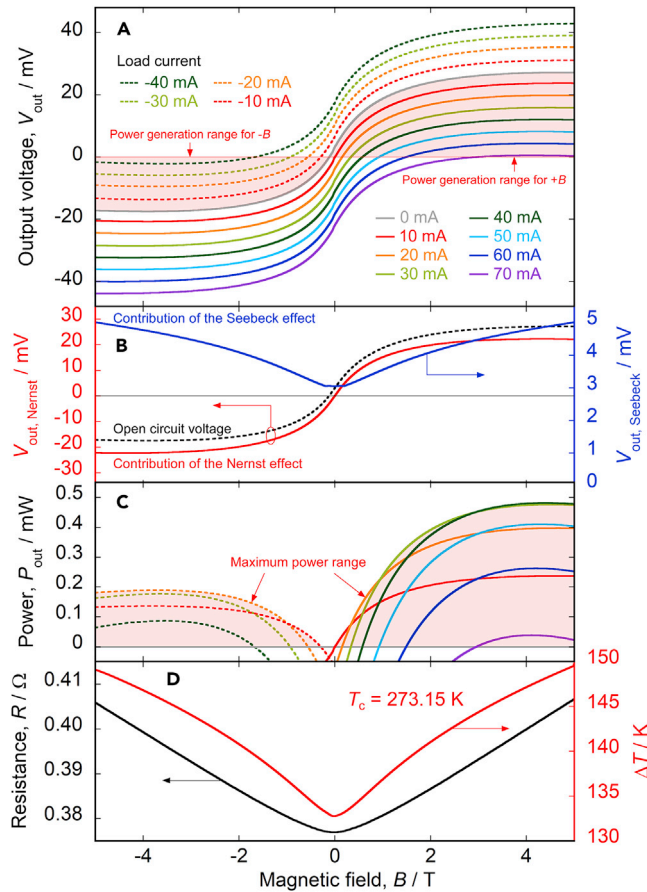 A
Output voltage, V_out / mV
40
20
0
-20
-40
Load current
-40 mA
-20 mA
-30 mA
-10 mA
Power generation range for -B
Power generation range for +B
0 mA
40 mA
10 mA
50 mA
20 mA
60 mA
30 mA
70 mA
B
V_out, Nernst / mV
30
20
10
0
-10
-20
-30
Contribution of the Seebeck effect
Open circuit voltage
Contribution of the Nernst effect
5
4
3
2
1
0
V_out, Seebeck / mV
C
Power, P_out / mW
0.5
0.4
0.3
0.2
0.1
0
Maximum power range
D
Resistance, R / Ω
0.41
0.40
0.39
0.38
T_c = 273.15 K
150
145
140
135
130
ΔT / K
-4
-2
0
2
4
Magnetic field, B / T